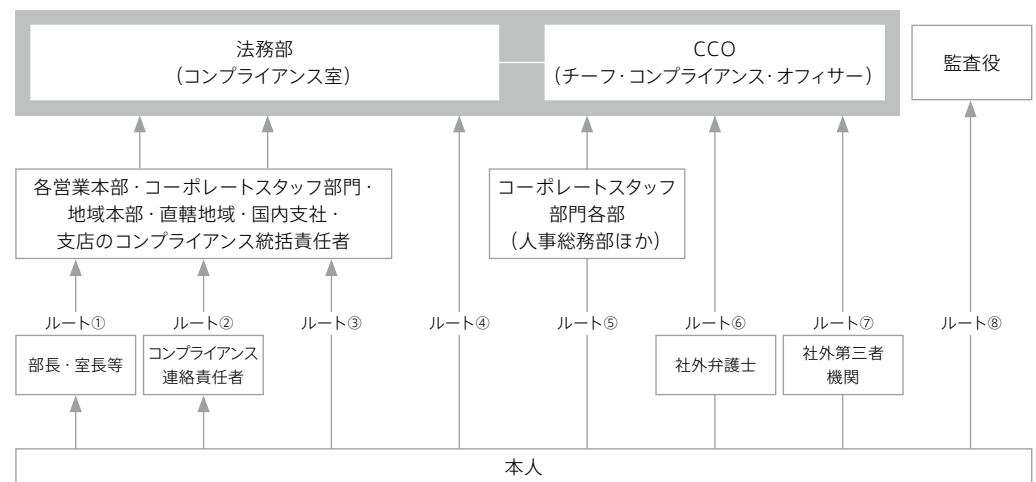 法務部
(コンプライアンス室)
CCO
(チーフ・コンプライアンス・オフィサー)
監査役
各営業本部・コーポレートスタッフ部門・
地域本部・直轄地域・国内支社・
支店のコンプライアンス統括責任者
コーポレートスタッフ
部門各部
(人事総務部ほか)
ルート①
ルート②
ルート③
ルート④
ルート⑤
ルート⑥
ルート⑦
ルート⑧
部長・室長等
コンプライアンス
連絡責任者
社外弁護士
社外第三者
機関
本人